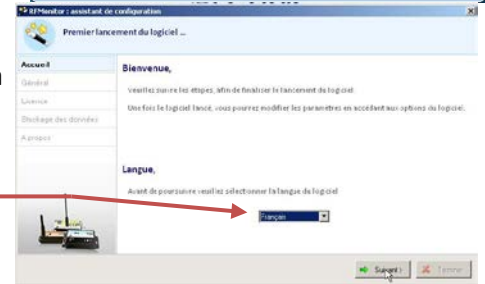 RFMonitor : assistant de configuration
Premier lancement du logiciel ...
Accueil
Général
Licence
Stockage des données
A propos
Bienvenue,
Veuillez suivre les étapes, afin de finaliser le lancement du logiciel.
Une fois le logiciel lancé, vous pourrez modifier les paramètres en accédant aux options du logiciel.
Langue,
Avant de poursuivre veuillez sélectionner la langue du logiciel
Français
Suivant >
Terminer